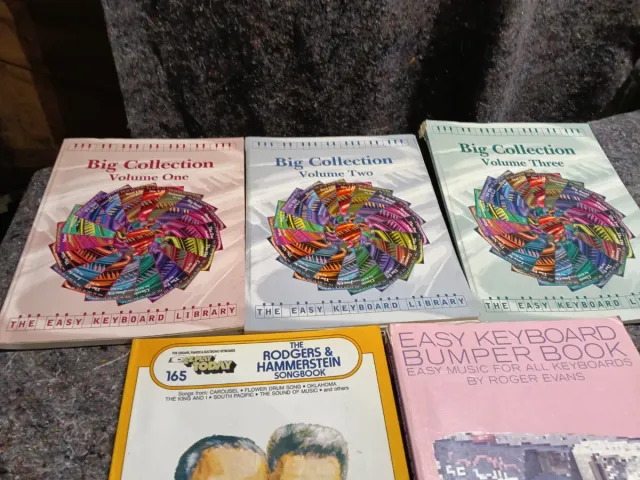 Big Collection
Volume One
THE EASY KEYBOARD LIBRARY
Big Collection
Volume Two
THE EASY KEYBOARD LIBRARY
Big Collection
Volume Three
THE EASY KEYBOARD L
165
TODAY
THE
RODGERS &
HAMMERSTEIN
SONGBOOK
Songs from: CAROUSEL • FLOWER DRUM SONG • OKLAHOMA
THE KING AND I • SOUTH PACIFIC • THE SOUND OF MUSIC • and others
EASY KEYBOARD
BUMPER BOOK
EASY MUSIC FOR ALL KEYBOARDS
BY ROGER EVANS